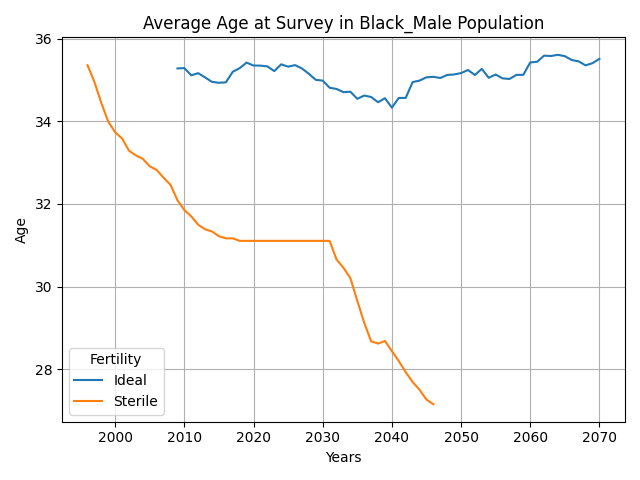 Average Age at Survey in Black_Male Population
Age
36
34
32
30
28
Fertility
Ideal
Sterile
2000 2010 2020 2030 2040 2050 2060 2070
Years